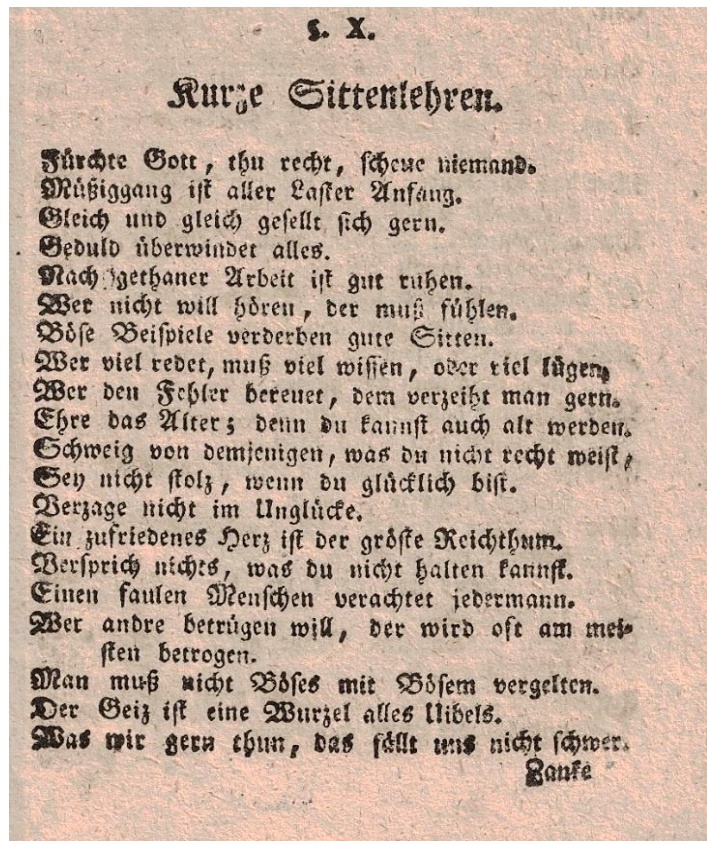 §. X.
Kurze Sittenlehren.
Fürchte Gott, thu recht, scheue niemand.
Müßiggang ist aller Laster Anfang.
Gleich und gleich gesellt sich gern.
Geduld überwindet alles.
Nach gethaner Arbeit ist gut ruhen.
Wer nicht will hören, der muß fühlen.
Böse Beispiele verderben gute Sitten.
Wer viel redet, muß viel wissen, oder viel lügen.
Wer den Fehler bereuet, dem verzeiht man gern.
Ehre das Alter; denn du kannst auch alt werden.
Schweig von demjenigen, was du nicht recht weist,
Sey nicht stolz, wenn du glücklich bist.
Verzage nicht im Unglücke.
Ein zufriedenes Herz ist der gröste Reichthum.
Versprich nichts, was du nicht halten kannst.
Einen faulen Menschen verachtet jedermann.
Wer andre betrügen will, der wird oft am mei-
sten betrogen.
Man muß nicht Böses mit Bösem vergelten.
Der Geiz ist eine Wurzel alles Uibels.
Was wir gern thun, das fällt uns nicht schwer.
Zanke